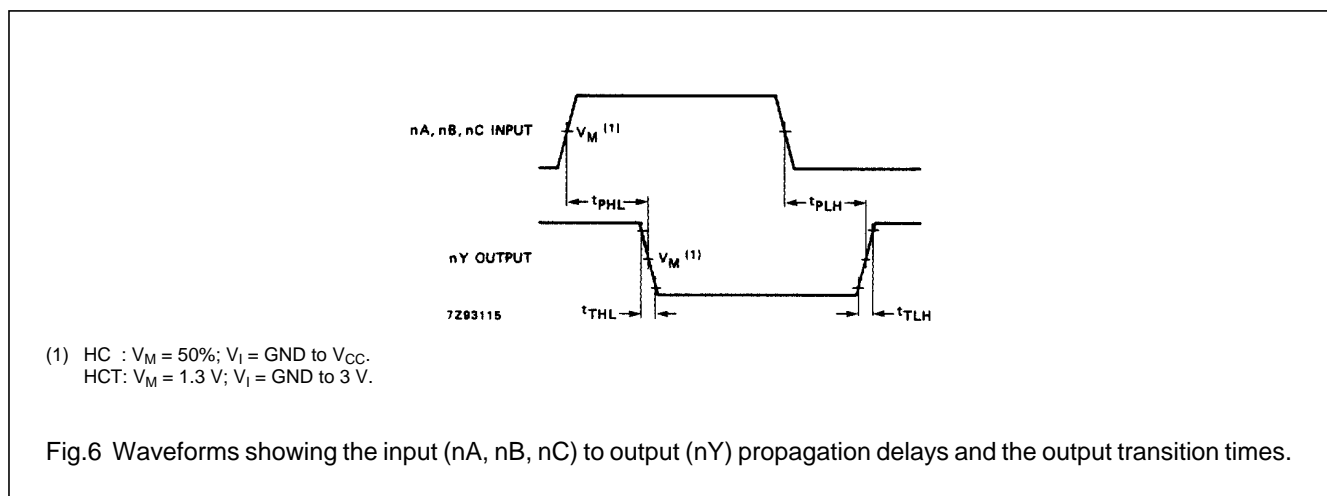 nA, nB, nC INPUT
VM (1)
tPHL
tPLH
nY OUTPUT
VM (1)
7Z93115
tTHL
tTLH
(1) HC : VM = 50%; VI = GND to VCC.
HCT: VM = 1.3 V; VI = GND to 3 V.
Fig.6 Waveforms showing the input (nA, nB, nC) to output (nY) propagation delays and the output transition times.